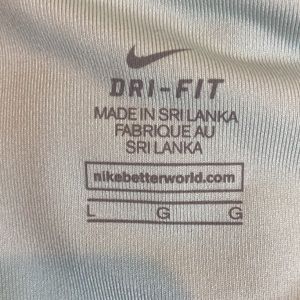 DRI-FIT
MADE IN SRI LANKA
FABRIQUE AU
SRI LANKA
nikebetterworld.com
L G G